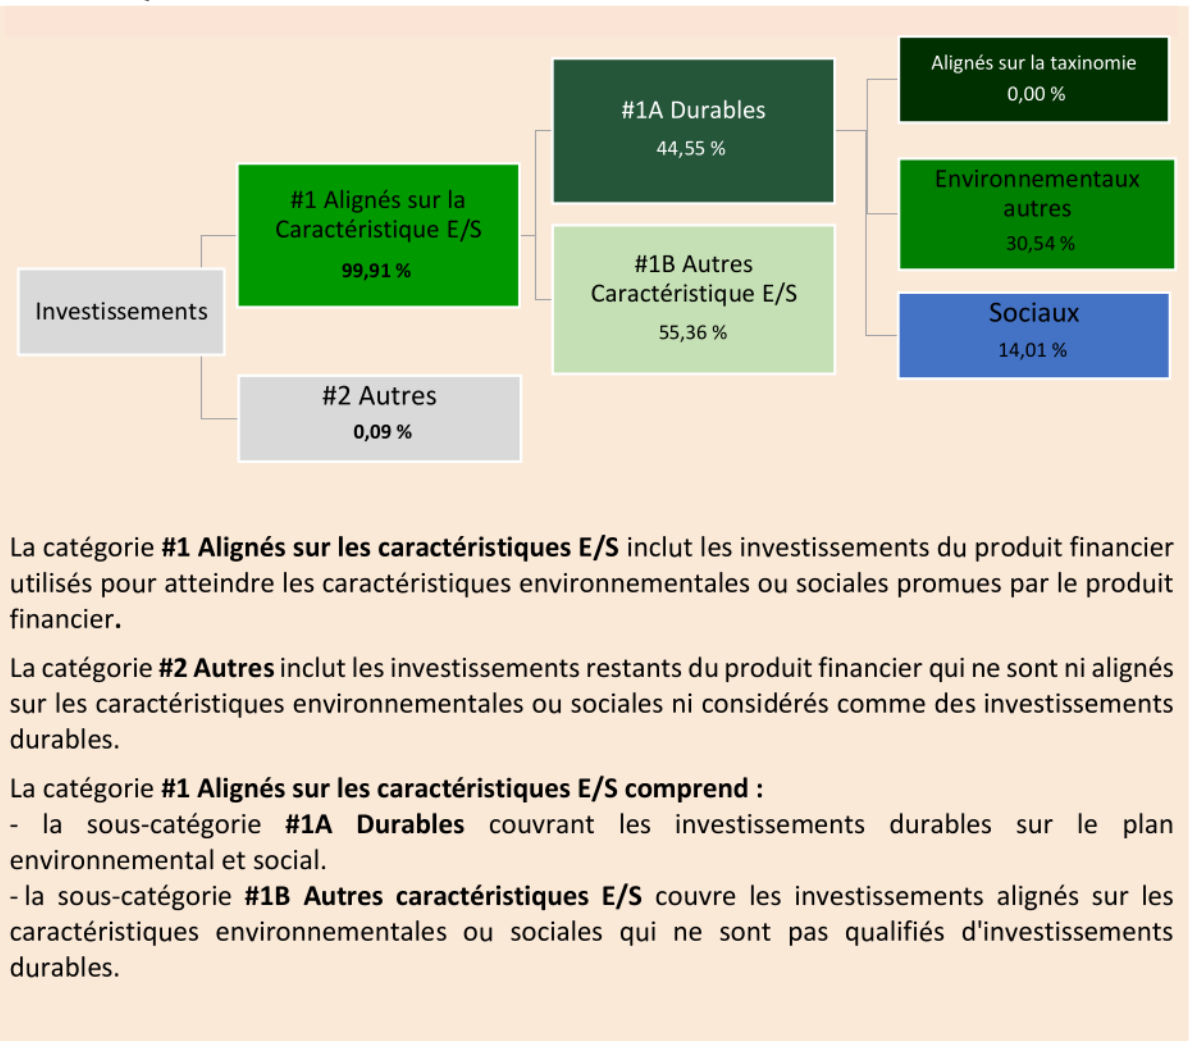 Investissements
#1 Alignés sur la
Caractéristique E/S
99,91 %
#2 Autres
0,09 %
#1A Durables
44,55 %
#1B Autres
Caractéristique E/S
55,36 %
Alignés sur la taxinomie
0,00 %
Environnementaux
autres
30,54 %
Sociaux
14,01 %
La catégorie #1 Alignés sur les caractéristiques E/S inclut les investissements du produit financier
utilisés pour atteindre les caractéristiques environnementales ou sociales promues par le produit
financier.
La catégorie #2 Autres inclut les investissements restants du produit financier qui ne sont ni alignés
sur les caractéristiques environnementales ou sociales ni considérés comme des investissements
durables.
La catégorie #1 Alignés sur les caractéristiques E/S comprend :
- la sous-catégorie #1A Durables couvrant les investissements durables sur le plan
environnemental et social.
- la sous-catégorie #1B Autres caractéristiques E/S couvre les investissements alignés sur les
caractéristiques environnementales ou sociales qui ne sont pas qualifiés d'investissements
durables.